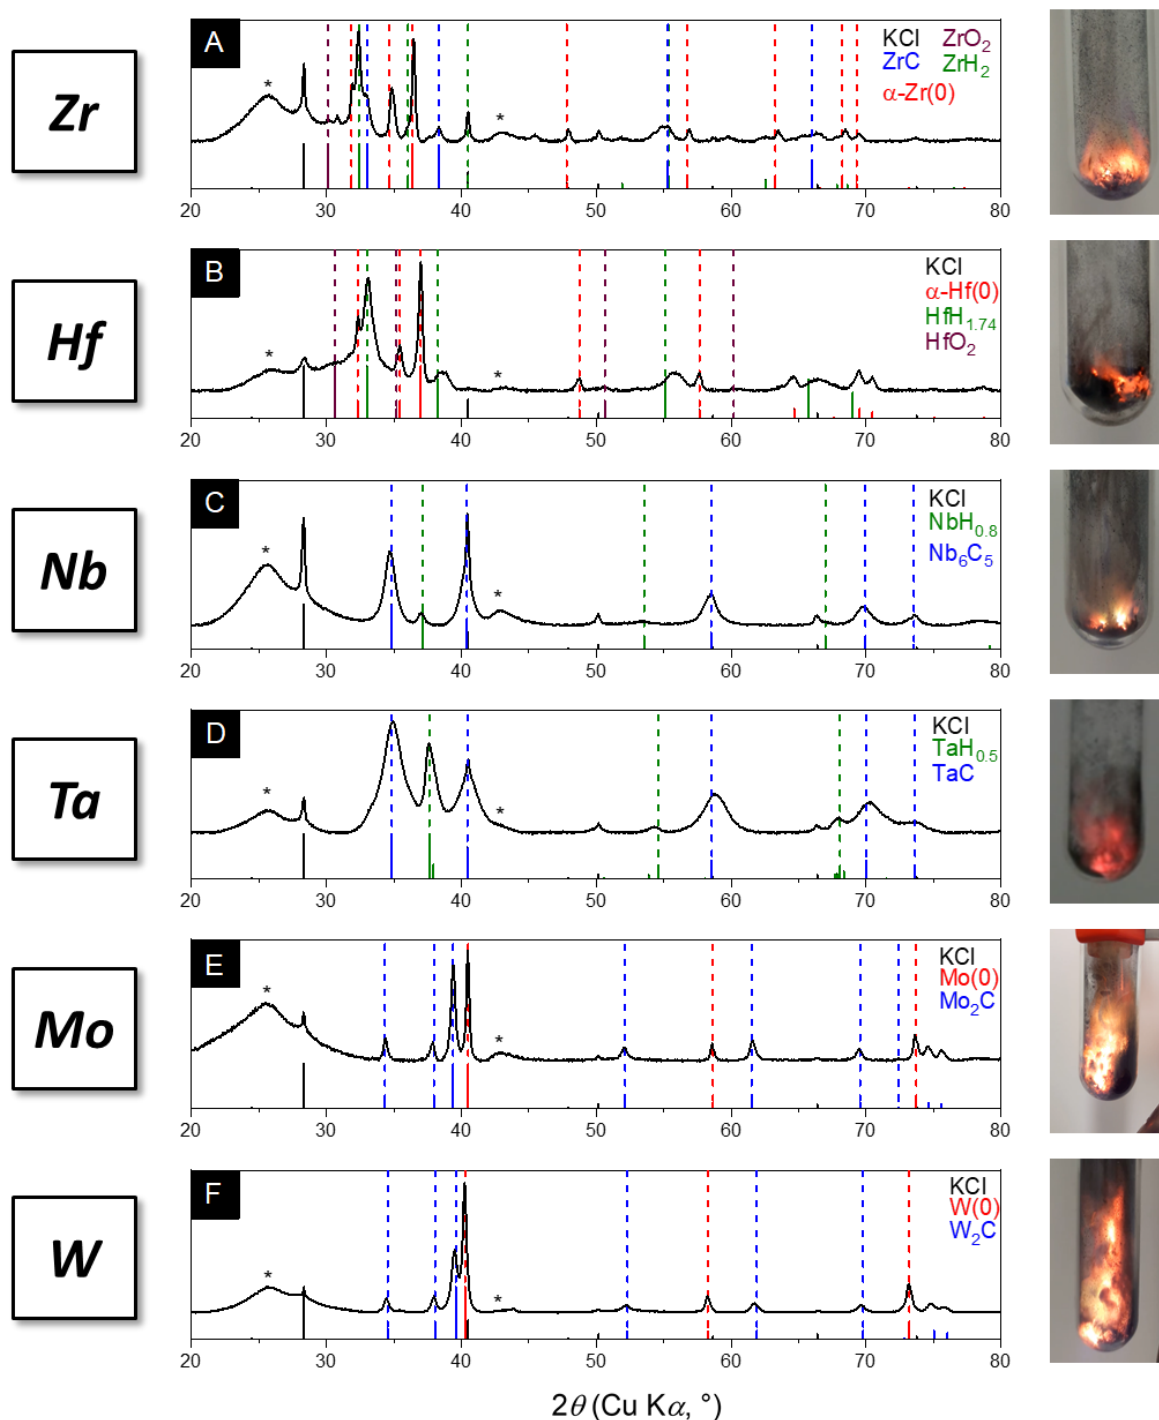 Zr
A
*
*
KCl ZrO2
ZrC ZrH2
α-Zr(0)
20 30 40 50 60 70 80
Hf
B
*
*
KCl
α-Hf(0)
HfH1.74
HfO2
20 30 40 50 60 70 80
Nb
C
*
*
KCl
NbH0.8
Nb6C5
20 30 40 50 60 70 80
Ta
D
*
*
KCl
TaH0.5
TaC
20 30 40 50 60 70 80
Mo
E
*
*
KCl
Mo(0)
Mo2C
20 30 40 50 60 70 80
W
F
*
*
KCl
W(0)
W2C
20 30 40 50 60 70 80
2θ (Cu Kα, °)